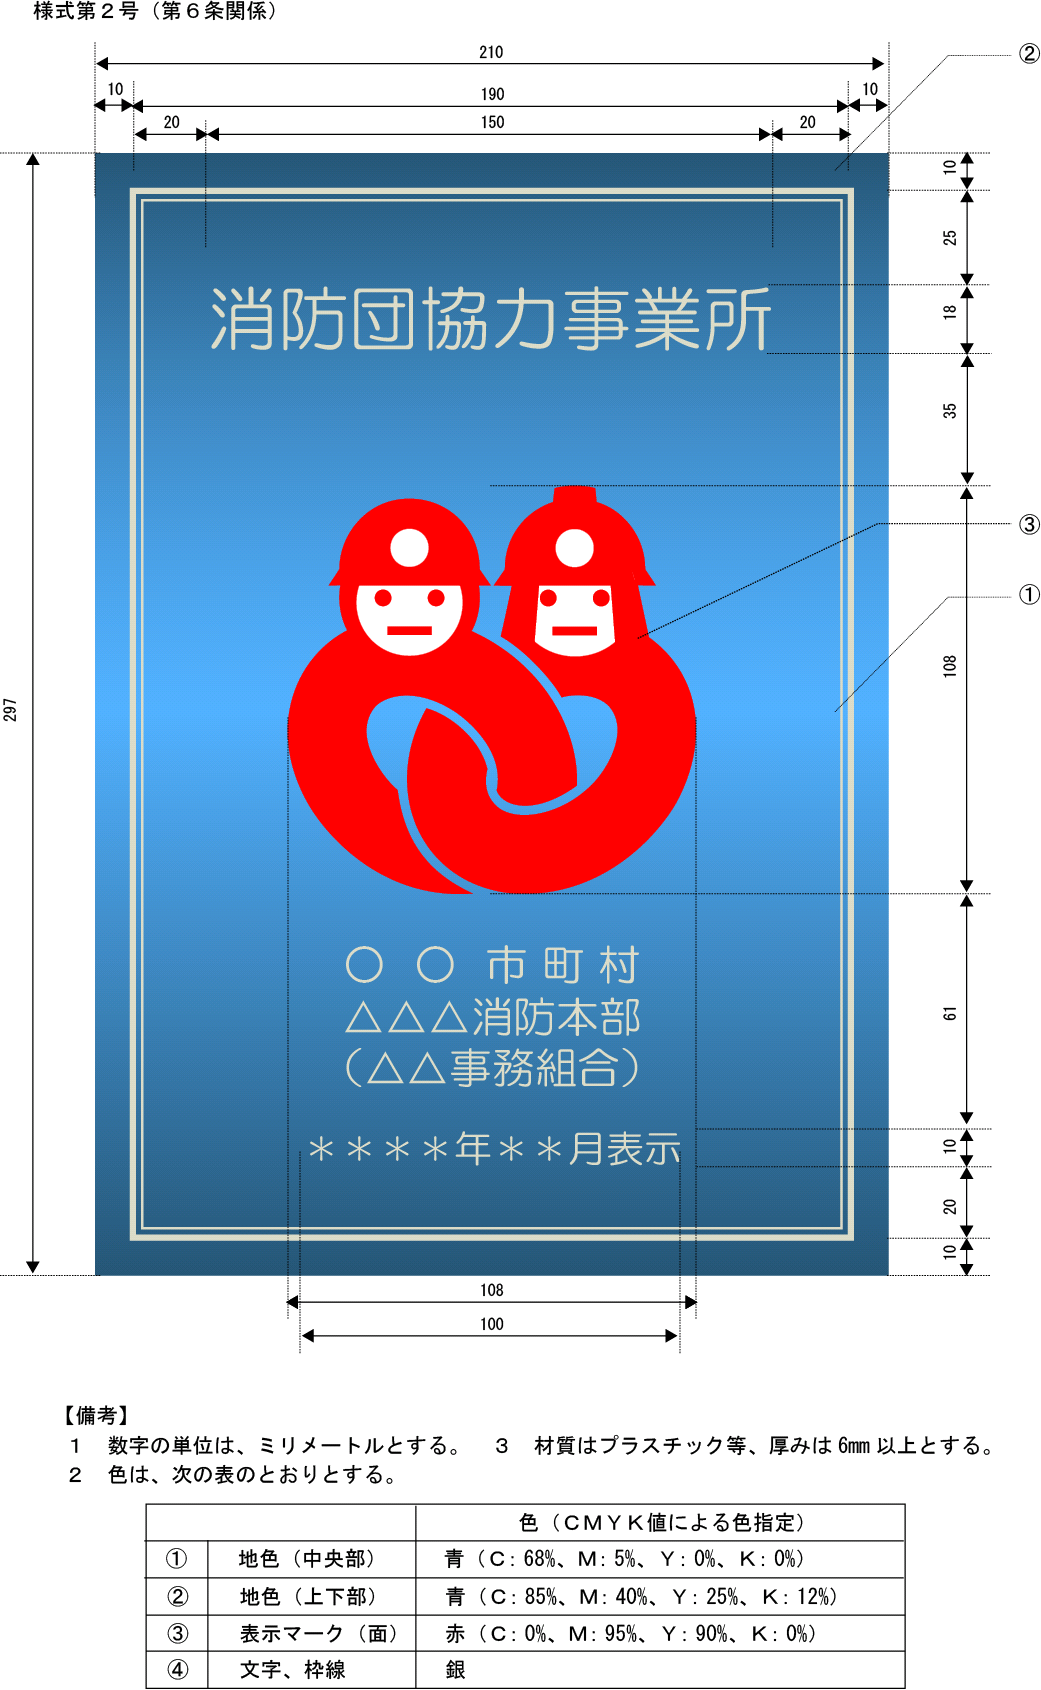 様式第２号（第６条関係）
210
②
10
190
10
20
150
20
10
25
消防団協力事業所
18
35
③
①
108
297
○　○　市町村
△△△消防本部
（△△事務組合）
61
＊＊＊＊年＊＊月表示
10
20
10
108
100
【備考】
１　数字の単位は、ミリメートルとする。　３　材質はプラスチック等、厚みは6mm以上とする。
２　色は、次の表のとおりとする。
色（ＣＭＹＫ値による色指定）
①　地色（中央部）　青（Ｃ：68%、Ｍ：5%、Ｙ：0%、Ｋ：0%）
②　地色（上下部）　青（Ｃ：85%、Ｍ：40%、Ｙ：25%、Ｋ：12%）
③　表示マーク（面）　赤（Ｃ：0%、Ｍ：95%、Ｙ：90%、Ｋ：0%）
④　文字、枠線　銀